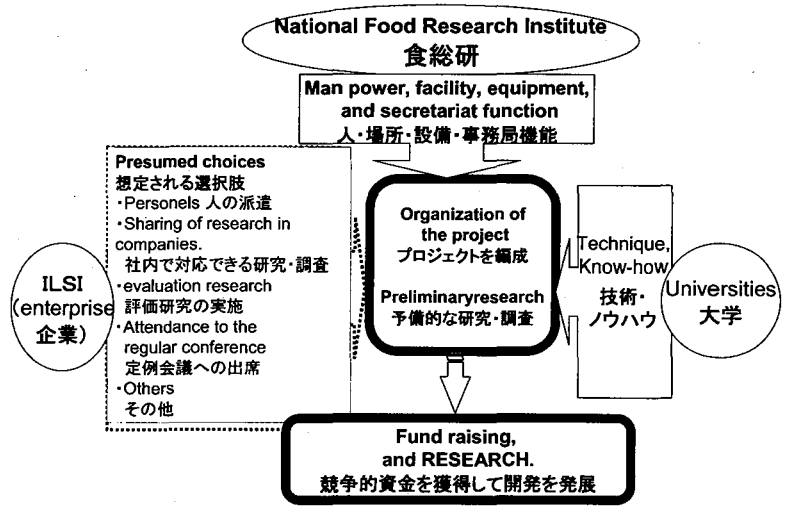 National Food Research Institute
食総研
Man power, facility, equipment,
and secretariat function
人・場所・設備・事務局機能
Presumed choices
想定される選択肢
・Personels 人の派遣
・Sharing of research in
companies.
社内で対応できる研究・調査
・evaluation research
評価研究の実施
・Attendance to the
regular conference
定例会議への出席
・Others
その他
ILSI
(enterprise
企業)
Organization of
the project
プロジェクトを編成
Preliminaryresearch
予備的な研究・調査
Technique,
Know-how
技術・
ノウハウ
Universities
大学
Fund raising,
and RESEARCH.
競争的資金を獲得して開発を発展